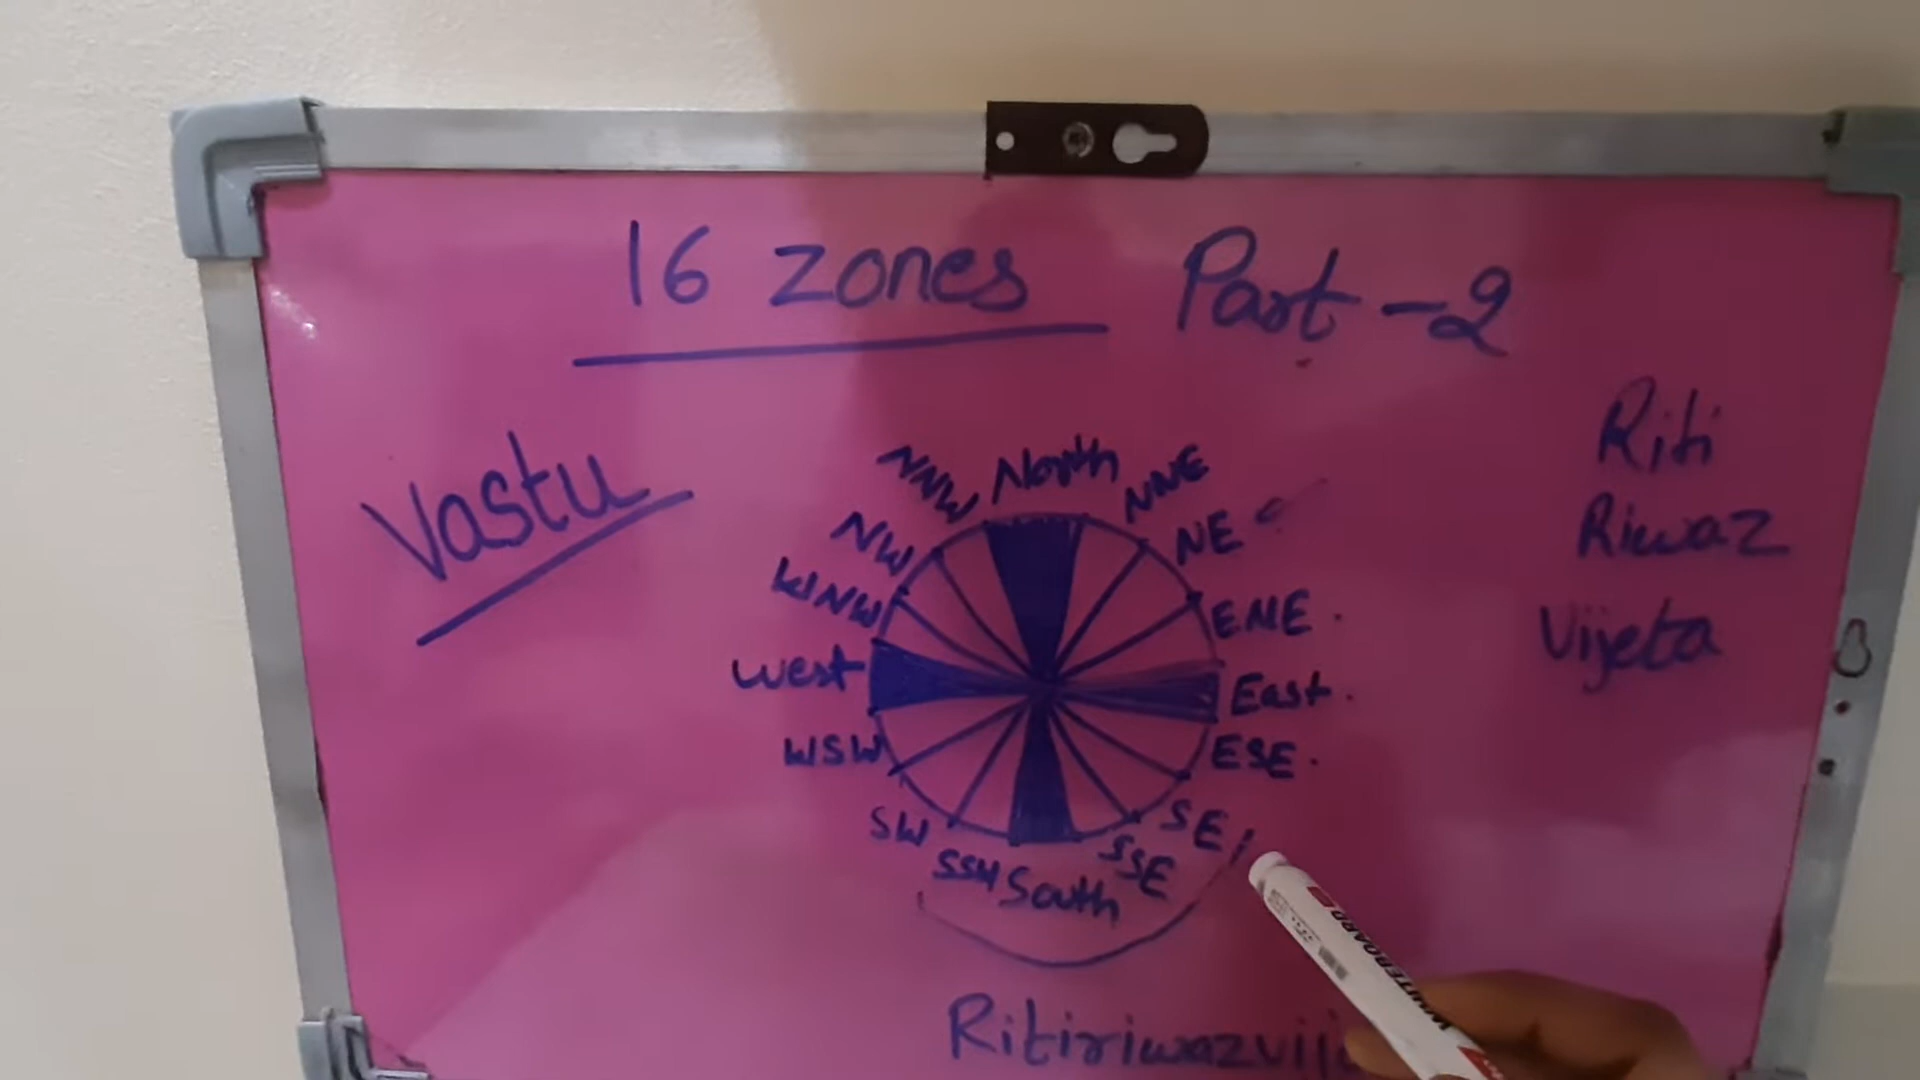 16 Zones Part-2
Vastu
Riti
Riwaz
Vijeta
NNW North NNE
NW NE
WNW ENE.
West East.
WSW ESE.
SW SE
SSW South SSE
WHITEBOARD